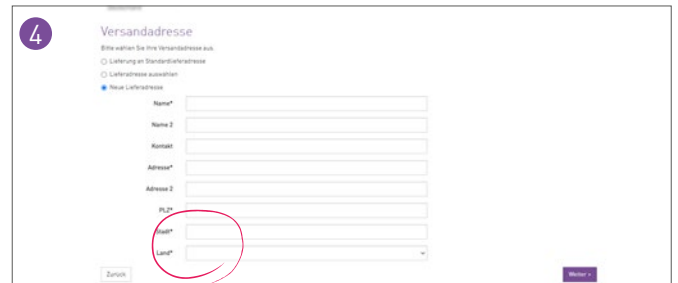 4
Versandadresse
Bitte wählen Sie Ihre Versandadresse aus.
Lieferung an Standardlieferadresse
Lieferadresse auswählen
Neue Lieferadresse
Name*
Name 2
Kontakt
Adresse*
Adresse 2
PLZ*
Stadt*
Land*
Zurück
Weiter »